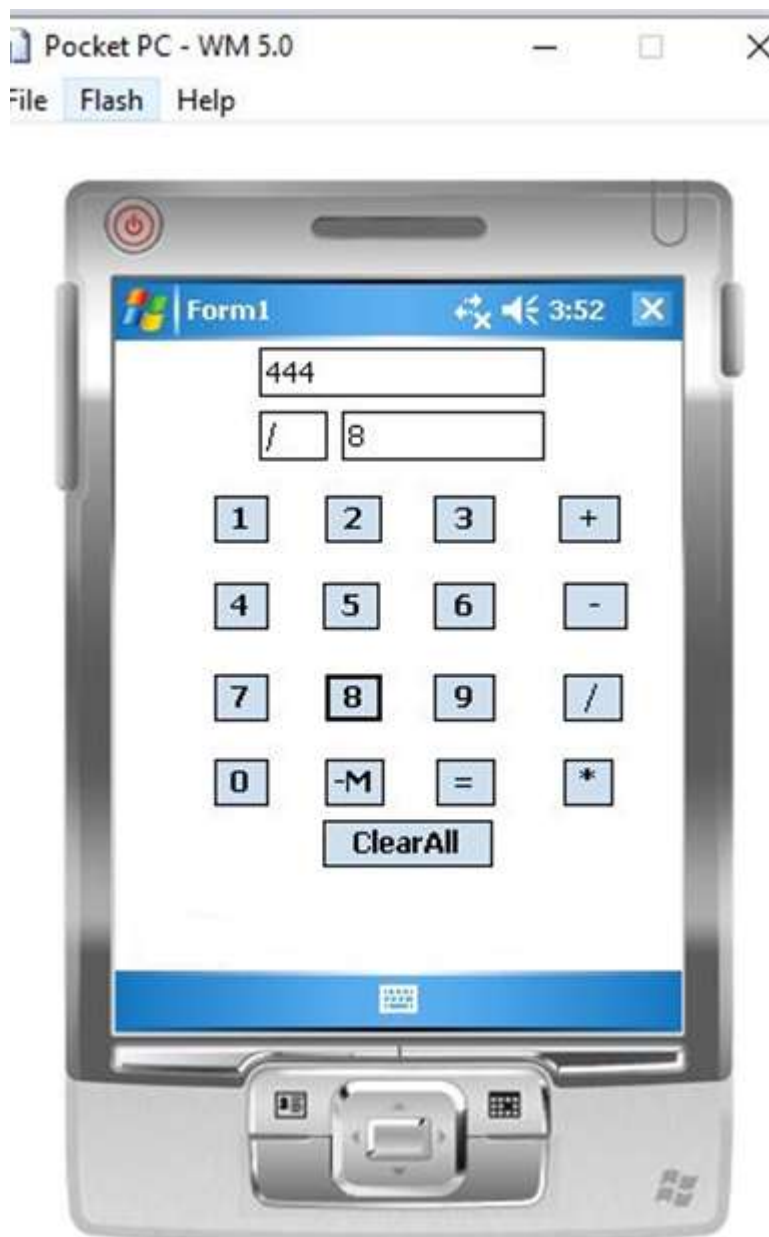 Pocket PC - WM 5.0
File Flash Help
Form1 3:52
444
/ 8
1 2 3 +
4 5 6 -
7 8 9 /
0 -M = *
ClearAll